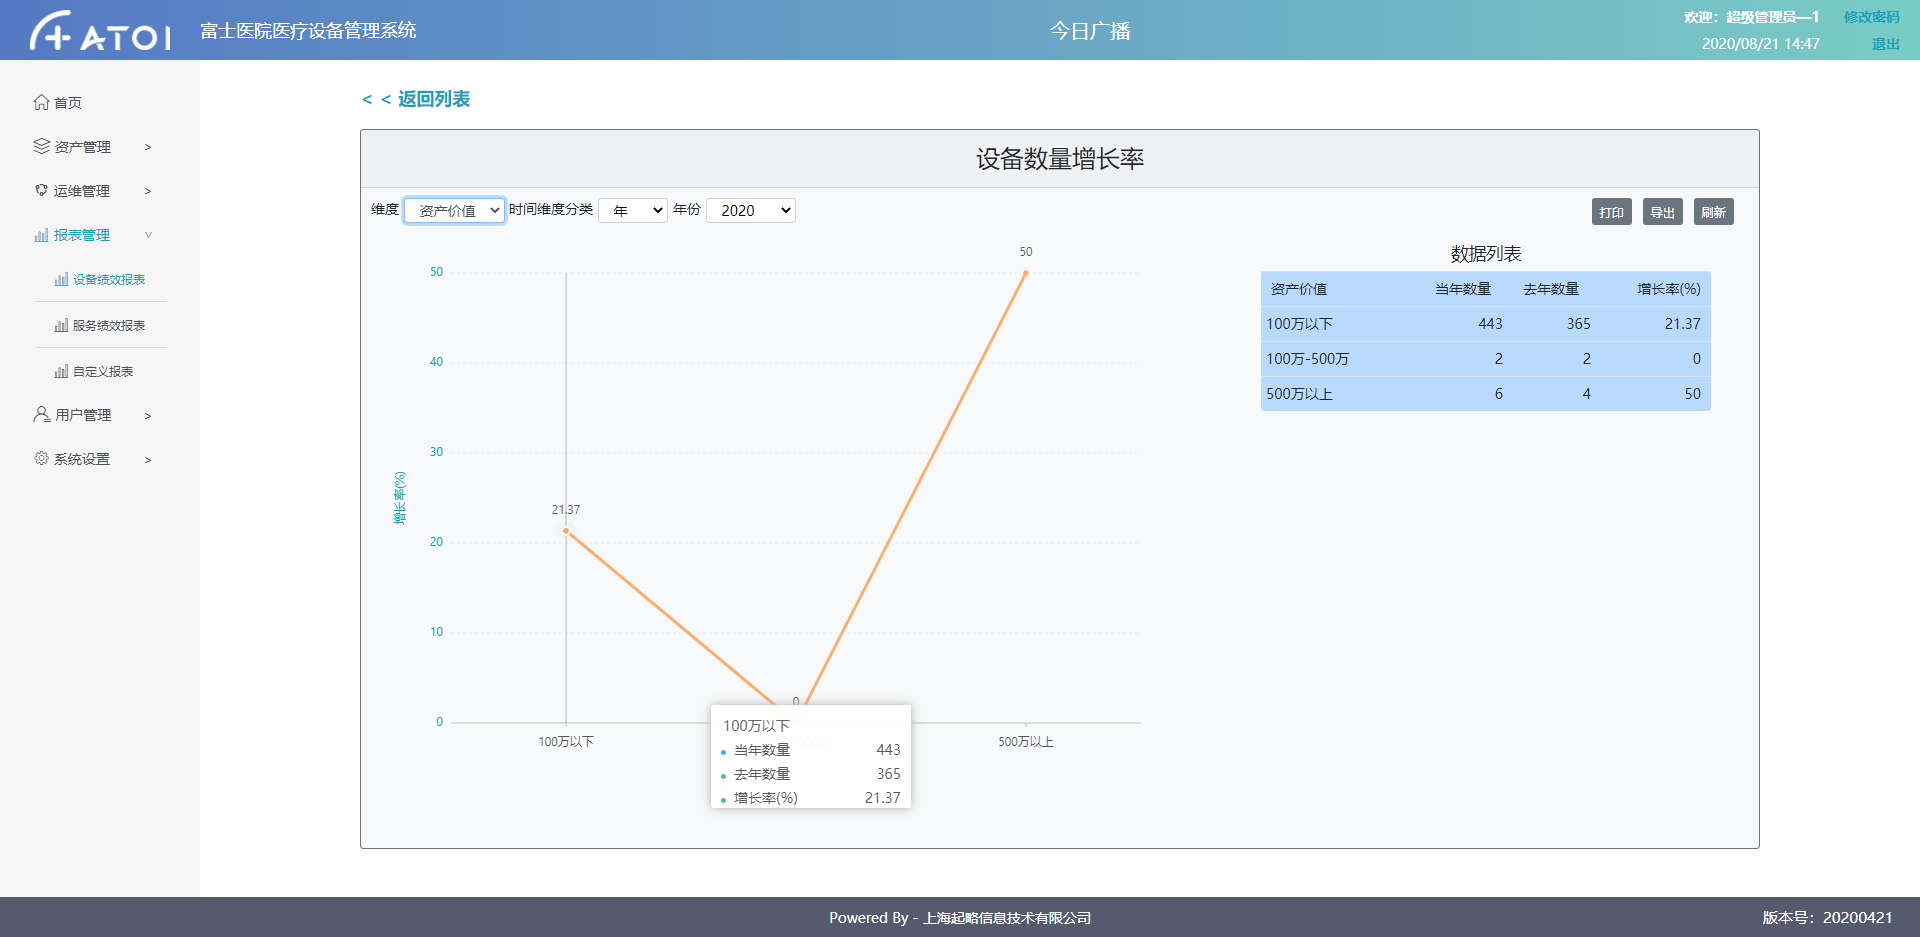 ATOI
富士医院医疗设备管理系统
今日广播
欢迎：超级管理员—1 修改密码
2020/08/21 14:47 退出
首页
资产管理 >
运维管理 >
报表管理 ∨
设备绩效报表
服务绩效报表
自定义报表
用户管理 >
系统设置 >
< < 返回列表
设备数量增长率
维度 资产价值 时间维度分类 年 年份 2020
打印 导出 刷新
50
40
30
20
10
0
增长率(%)
21.37
0
50
100万以下
500万以上
100万以下
当年数量 443
去年数量 365
增长率(%) 21.37
数据列表
资产价值 当年数量 去年数量 增长率(%)
100万以下 443 365 21.37
100万-500万 2 2 0
500万以上 6 4 50
Powered By - 上海起略信息技术有限公司
版本号：20200421